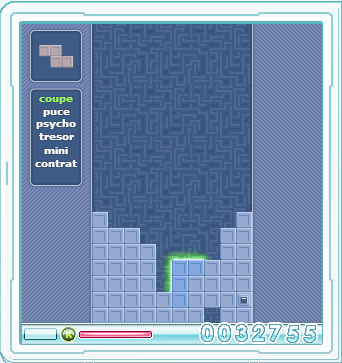 coupe
puce
psycho
tresor
mini
contrat
0032755